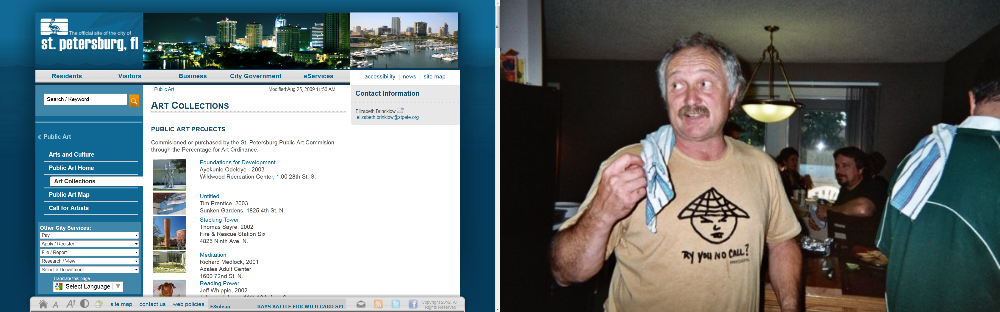 The official site of the city of
st. petersburg, fl
Residents
Visitors
Business
City Government
eServices
accessibility | news | site map
Search / Keyword
Public Art
Arts and Culture
Public Art Home
Art Collections
Public Art Map
Call for Artists
Other City Services:
Pay
Apply / Register
File / Report
Research / View
Select a Department
Translate this page
Select Language
Public Art
Modified:Aug 25, 2009 11:56 AM
ART COLLECTIONS
PUBLIC ART PROJECTS
Commisioned or purchased by the St. Petersburg Public Art Commision
through the Percentage for Art Ordinance.
Foundations for Development
Ayokunle Odeleye - 2003
Wildwood Recreation Center, 1,00 28th St. S.
Untitled
Tim Prentice, 2003
Sunken Gardens, 1825 4th St. N.
Stacking Tower
Thomas Sayre, 2002
Fire & Rescue Station Six
4825 Ninth Ave. N.
Meditation
Richard Medlock, 2001
Azalea Adult Center
1600 72nd St. N.
Reading Power
Jeff Whipple, 2002
Contact Information
Elizabeth Brincklow
elizabeth.brinklow@stpete.org
A A site map contact us web policies
E&nbsp; RAYS BATTLE FOR WILD CARD SPO
Copyright 2012, All
Rights Reserved.
RY YOU NO CALL?